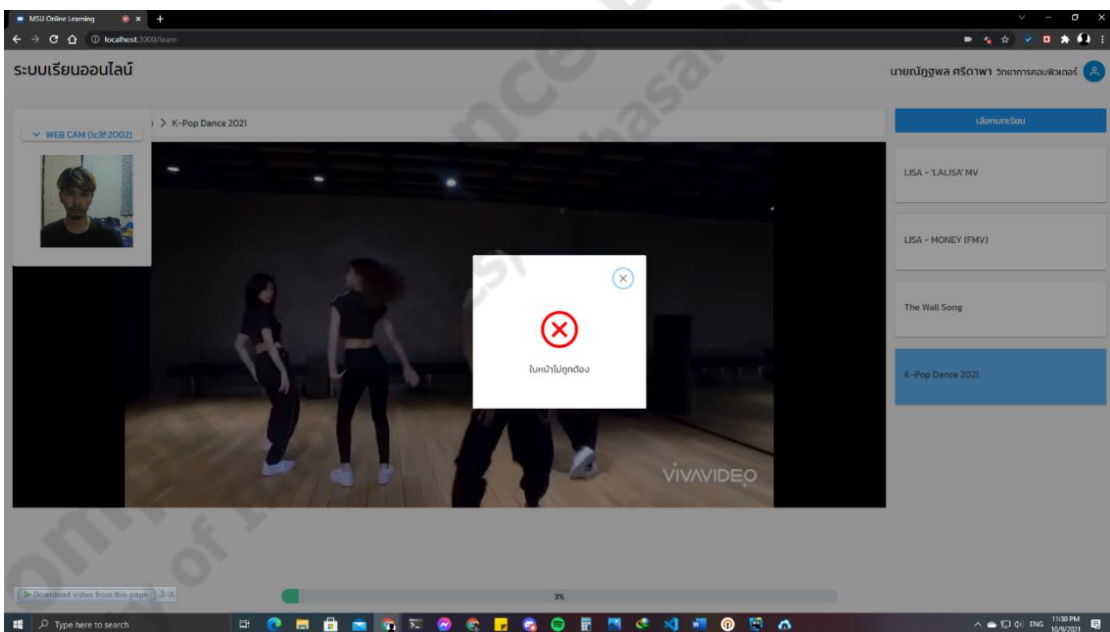 MSU Online Learning
localhost:3000/learn
ระบบเรียนออนไลน์
นายณัฏฐพล ศรีดาพา วิทยาการคอมพิวเตอร์
WEB CAM (1c3f:2002)
K-Pop Dance 2021
เลือกบทเรียน
LISA - 'LALISA' MV
LISA - MONEY (FMV)
The Wall Song
K-Pop Dance 2021
ใบหน้าไม่ถูกต้อง
VIVAVIDEO
Download video from this page
3%
Type here to search
ENG
11:30 PM
10/9/2021